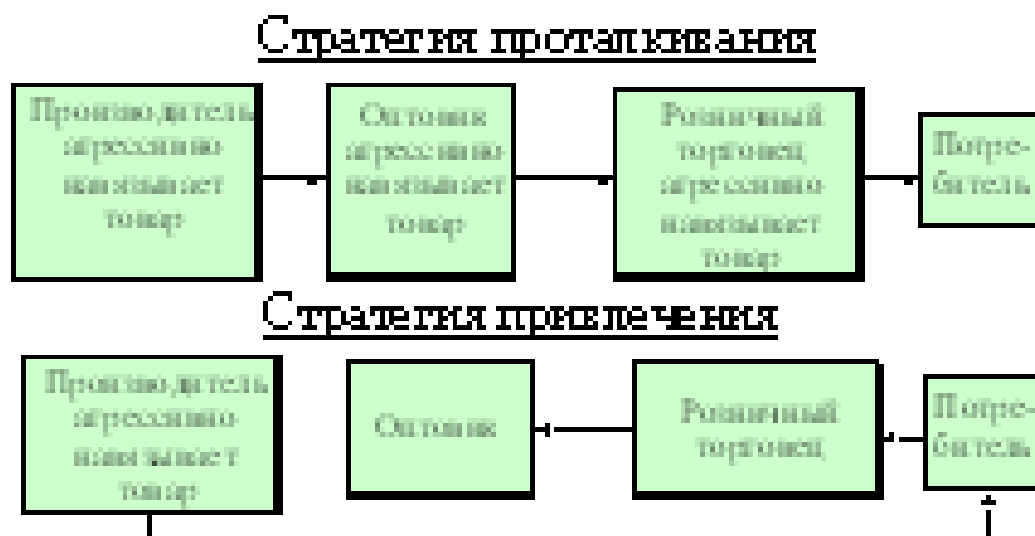 Стратегия проталкивания
Производитель
агрессивно
навязывает
товар
Оптовик
агрессивно
навязывает
товар
Розничный
торговец
агрессивно
навязывает
товар
Потре-
битель
Стратегия привлечения
Производитель
агрессивно
навязывает
товар
Оптовик
Розничный
торговец
Потре-
битель